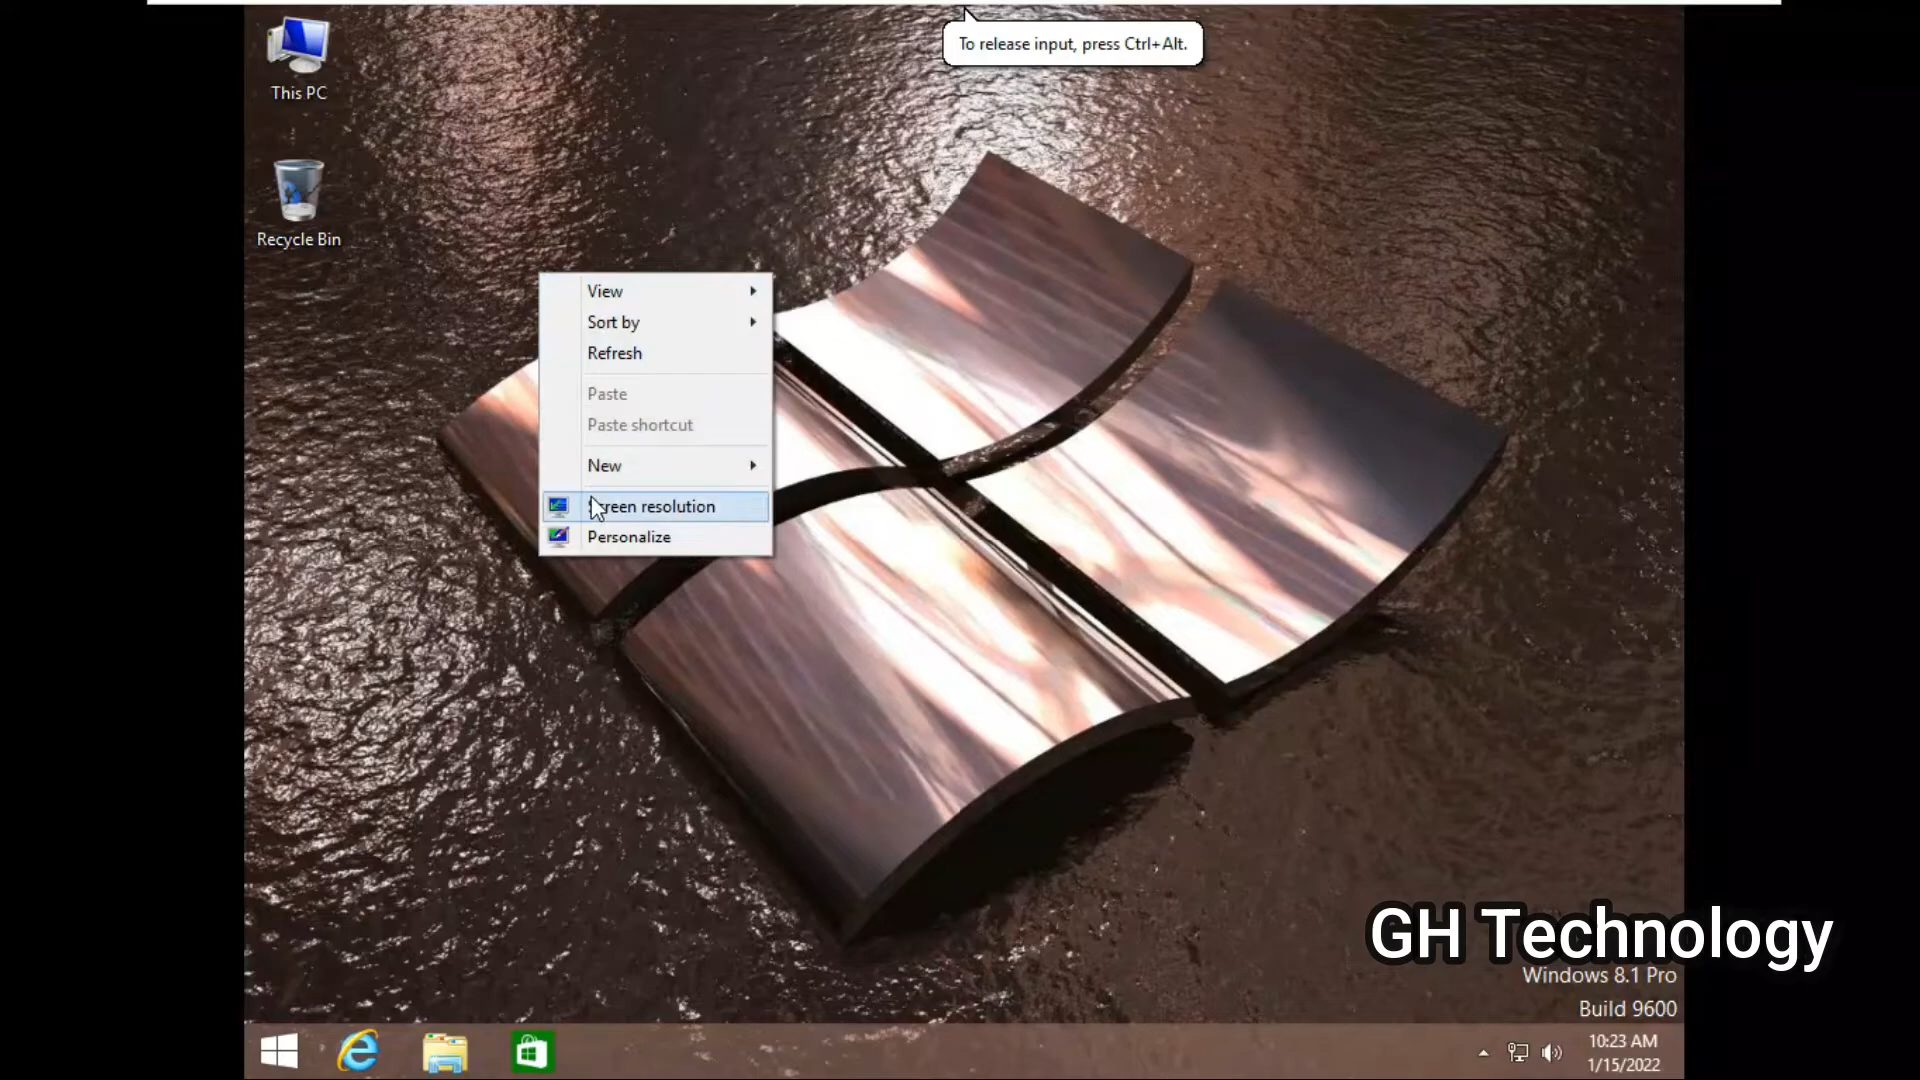 To release input, press Ctrl+Alt.
This PC
Recycle Bin
View
Sort by
Refresh
Paste
Paste shortcut
New
Screen resolution
Personalize
GH Technology
Windows 8.1 Pro
Build 9600
10:23 AM
1/15/2022